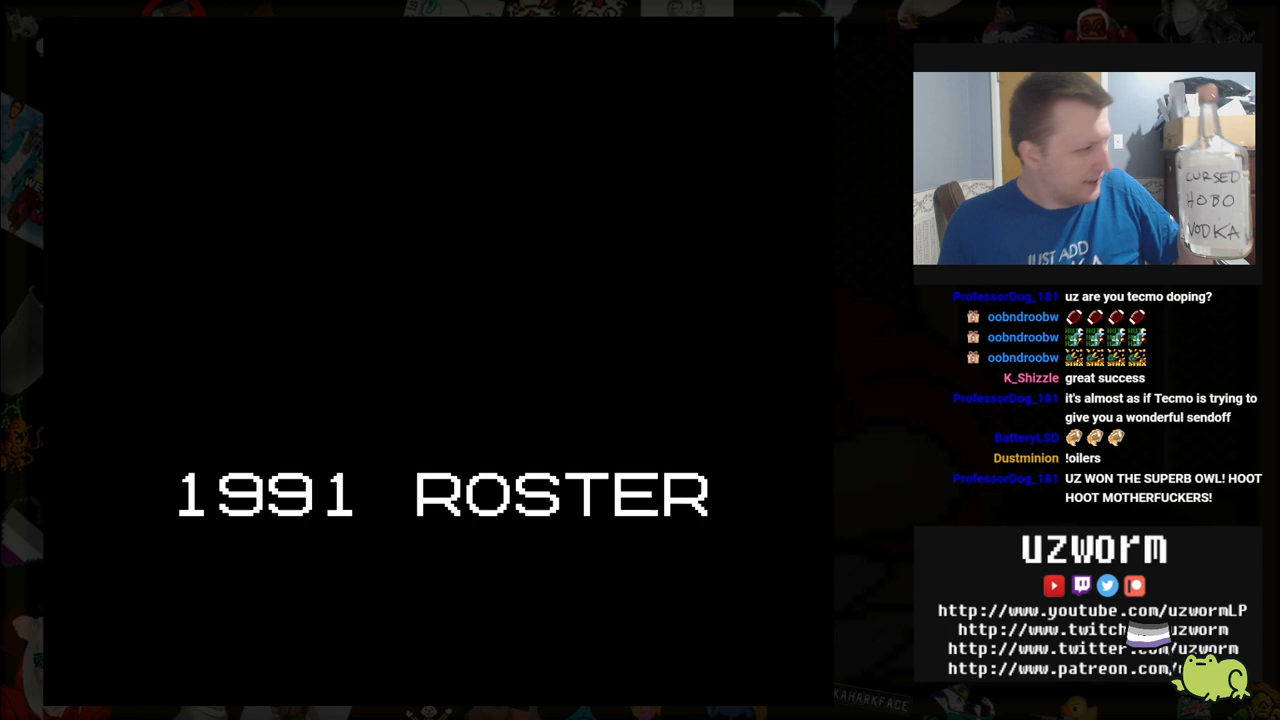 1991 ROSTER
CURSED
HOBO
VODKA
JUST ADD
ProfessorDog_181 uz are you tecmo doping?
oobndroobw
oobndroobw
oobndroobw
K_Shizzle great success
ProfessorDog_181 it's almost as if Tecmo is trying to
give you a wonderful sendoff
BatteryLSD
Dustminion !oilers
ProfessorDog_181 UZ WON THE SUPERB OWL! HOOT
HOOT MOTHERFUCKERS!
uzworm
http://www.youtube.com/uzwormLP
http://www.twitch uzworm
http://www.twitter.com/uzworm
http://www.patreon.com/
KAHARKFACE